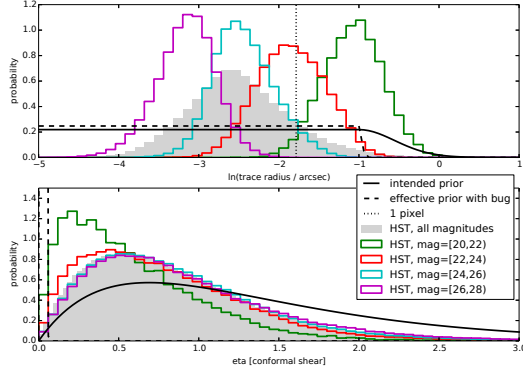 1.2
1.0
0.8
0.6
0.4
0.2
0.0
probability
−5 −4 −3 −2 −1 0 1
ln(trace radius / arcsec)
intended prior
effective prior with bug
1 pixel
HST, all magnitudes
HST, mag=[20,22)
HST, mag=[22,24)
HST, mag=[24,26)
HST, mag=[26,28)
1.4
1.2
1.0
0.8
0.6
0.4
0.2
0.0
probability
0.0 0.5 1.0 1.5 2.0 2.5 3.0
eta [conformal shear]